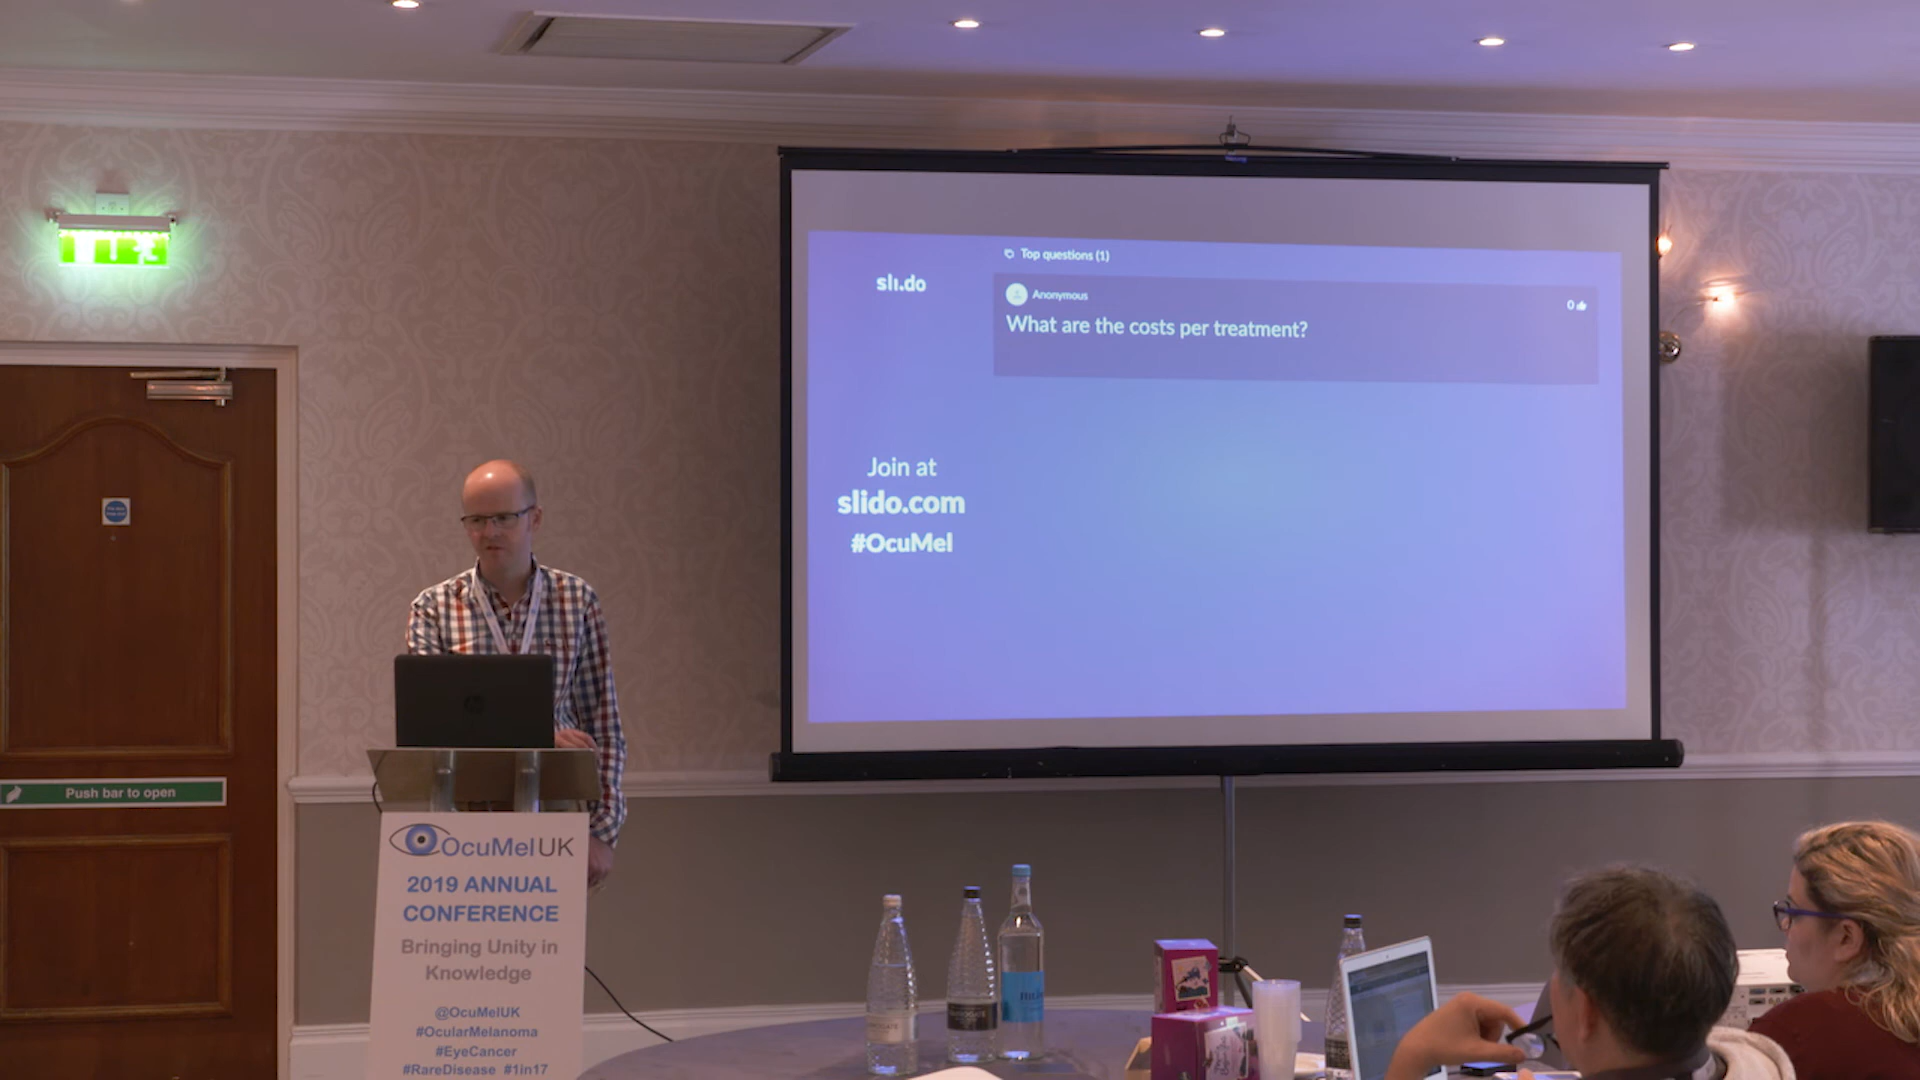 sli.do
Top questions (1)
Anonymous
0
What are the costs per treatment?
Join at
slido.com
#OcuMel
Push bar to open
OcuMelUK
2019 ANNUAL
CONFERENCE
Bringing Unity in
Knowledge
@OcuMelUK
#OcularMelanoma
#EyeCancer
#RareDisease #1in17